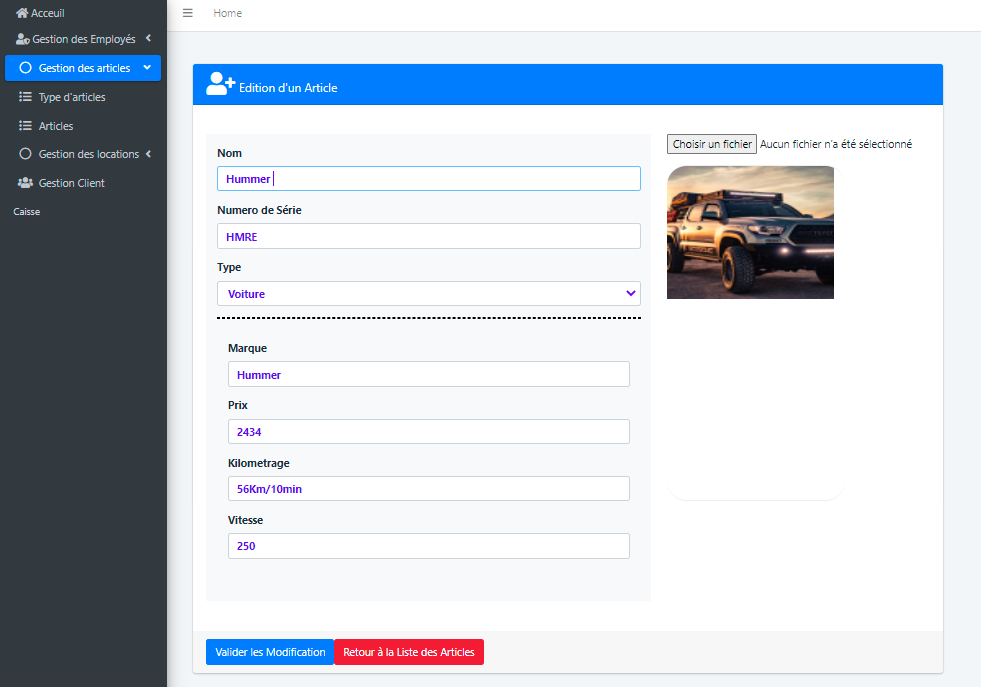 Acceuil
Home
Gestion des Employés
Gestion des articles
Type d'articles
Articles
Gestion des locations
Gestion Client
Caisse
Edition d'un Article
Nom
Hummer
Numero de Série
HMRE
Type
Voiture
Marque
Hummer
Prix
2434
Kilometrage
56Km/10min
Vitesse
250
Choisir un fichier Aucun fichier n'a été sélectionné
Valider les Modification Retour à la Liste des Articles